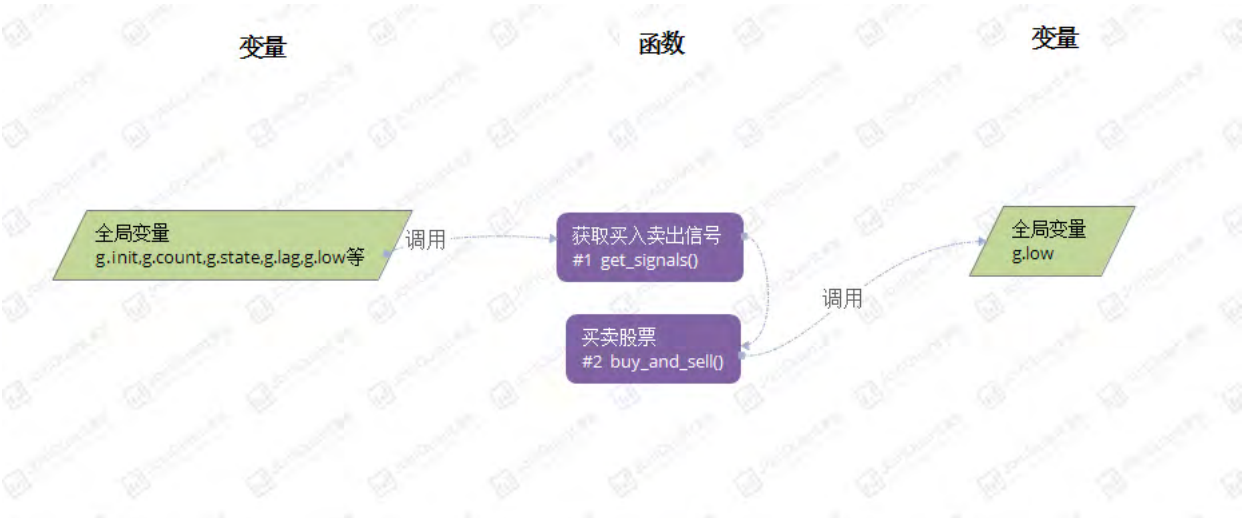 变量
函数
变量
全局变量
g.init,g.count,g.state,g.lag,g.low等
调用
获取买入卖出信号
#1 get_signals()
买卖股票
#2 buy_and_sell()
调用
全局变量
g.low